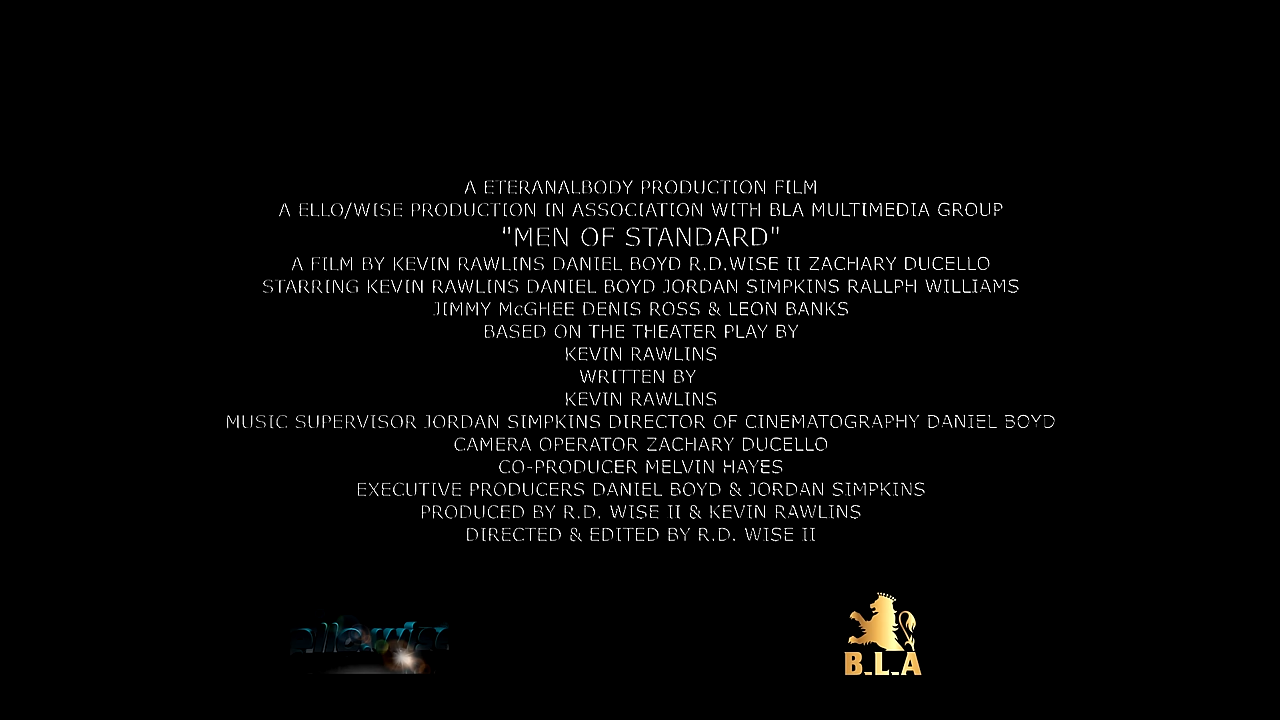 A ETERANALBODY PRODUCTION FILM
A ELLO/WISE PRODUCTION IN ASSOCIATION WITH BLA MULTIMEDIA GROUP
"MEN OF STANDARD"
A FILM BY KEVIN RAWLINS DANIEL BOYD R.D.WISE II ZACHARY DUCELLO
STARRING KEVIN RAWLINS DANIEL BOYD JORDAN SIMPKINS RALLPH WILLIAMS
JIMMY McGHEE DENIS ROSS & LEON BANKS
BASED ON THE THEATER PLAY BY
KEVIN RAWLINS
WRITTEN BY
KEVIN RAWLINS
MUSIC SUPERVISOR JORDAN SIMPKINS DIRECTOR OF CINEMATOGRAPHY DANIEL BOYD
CAMERA OPERATOR ZACHARY DUCELLO
CO-PRODUCER MELVIN HAYES
EXECUTIVE PRODUCERS DANIEL BOYD & JORDAN SIMPKINS
PRODUCED BY R.D. WISE II & KEVIN RAWLINS
DIRECTED & EDITED BY R.D. WISE II
B.L.A